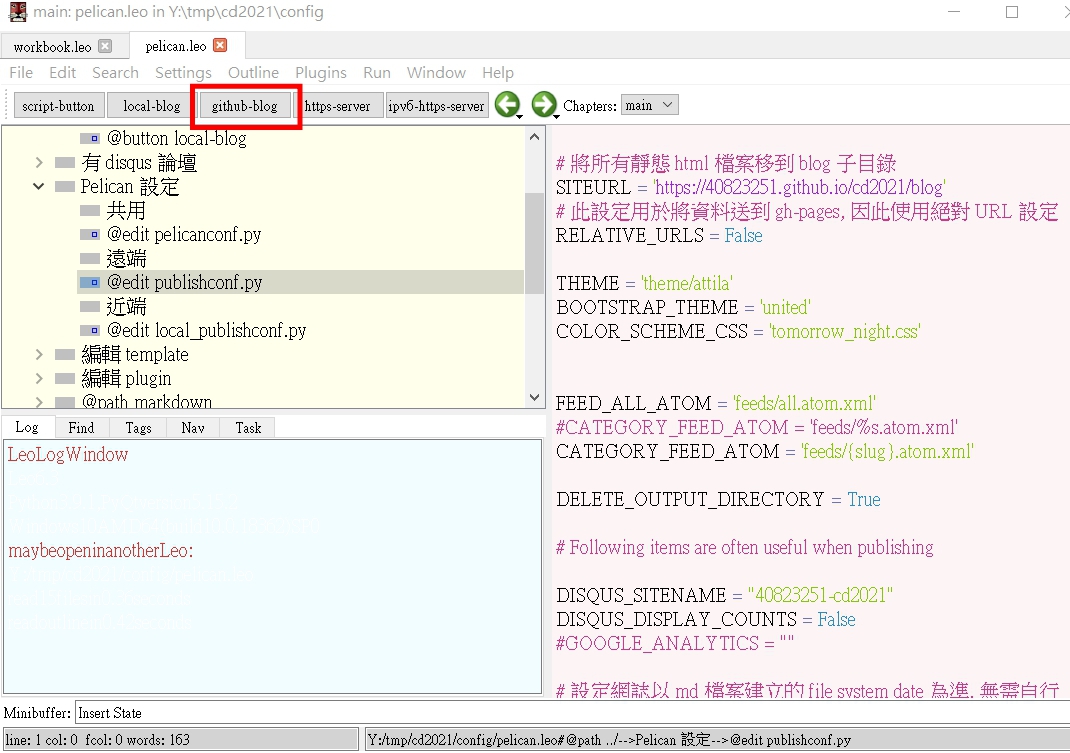 main: pelican.leo in Y:\tmp\cd2021\config
workbook.leo pelican.leo
File Edit Search Settings Outline Plugins Run Window Help
script-button local-blog github-blog https-server ipv6-https-server Chapters: main
@button local-blog
有 disqus 論壇
Pelican 設定
共用
@edit pelicanconf.py
遠端
@edit publishconf.py
近端
@edit local_publishconf.py
編輯 template
編輯 plugin
@path markdown
Log Find Tags Nav Task
LeoLogWindow
maybeopeninanotherLeo:
# 將所有靜態 html 檔案移到 blog 子目錄
SITEURL = 'https://40823251.github.io/cd2021/blog'
# 此設定用於將資料送到 gh-pages, 因此使用絕對 URL 設定
RELATIVE_URLS = False
THEME = 'theme/attila'
BOOTSTRAP_THEME = 'united'
COLOR_SCHEME_CSS = 'tomorrow_night.css'
FEED_ALL_ATOM = 'feeds/all.atom.xml'
#CATEGORY_FEED_ATOM = 'feeds/%s.atom.xml'
CATEGORY_FEED_ATOM = 'feeds/{slug}.atom.xml'
DELETE_OUTPUT_DIRECTORY = True
# Following items are often useful when publishing
DISQUS_SITENAME = "40823251-cd2021"
DISQUS_DISPLAY_COUNTS = False
#GOOGLE_ANALYTICS = ""
# 設定網誌以 md 檔案建立的 file system date 為準, 無需自行
Minibuffer: Insert State
line: 1 col: 0 fcol: 0 words: 163
Y:/tmp/cd2021/config/pelican.leo#@path ../-->Pelican 設定-->@edit publishconf.py